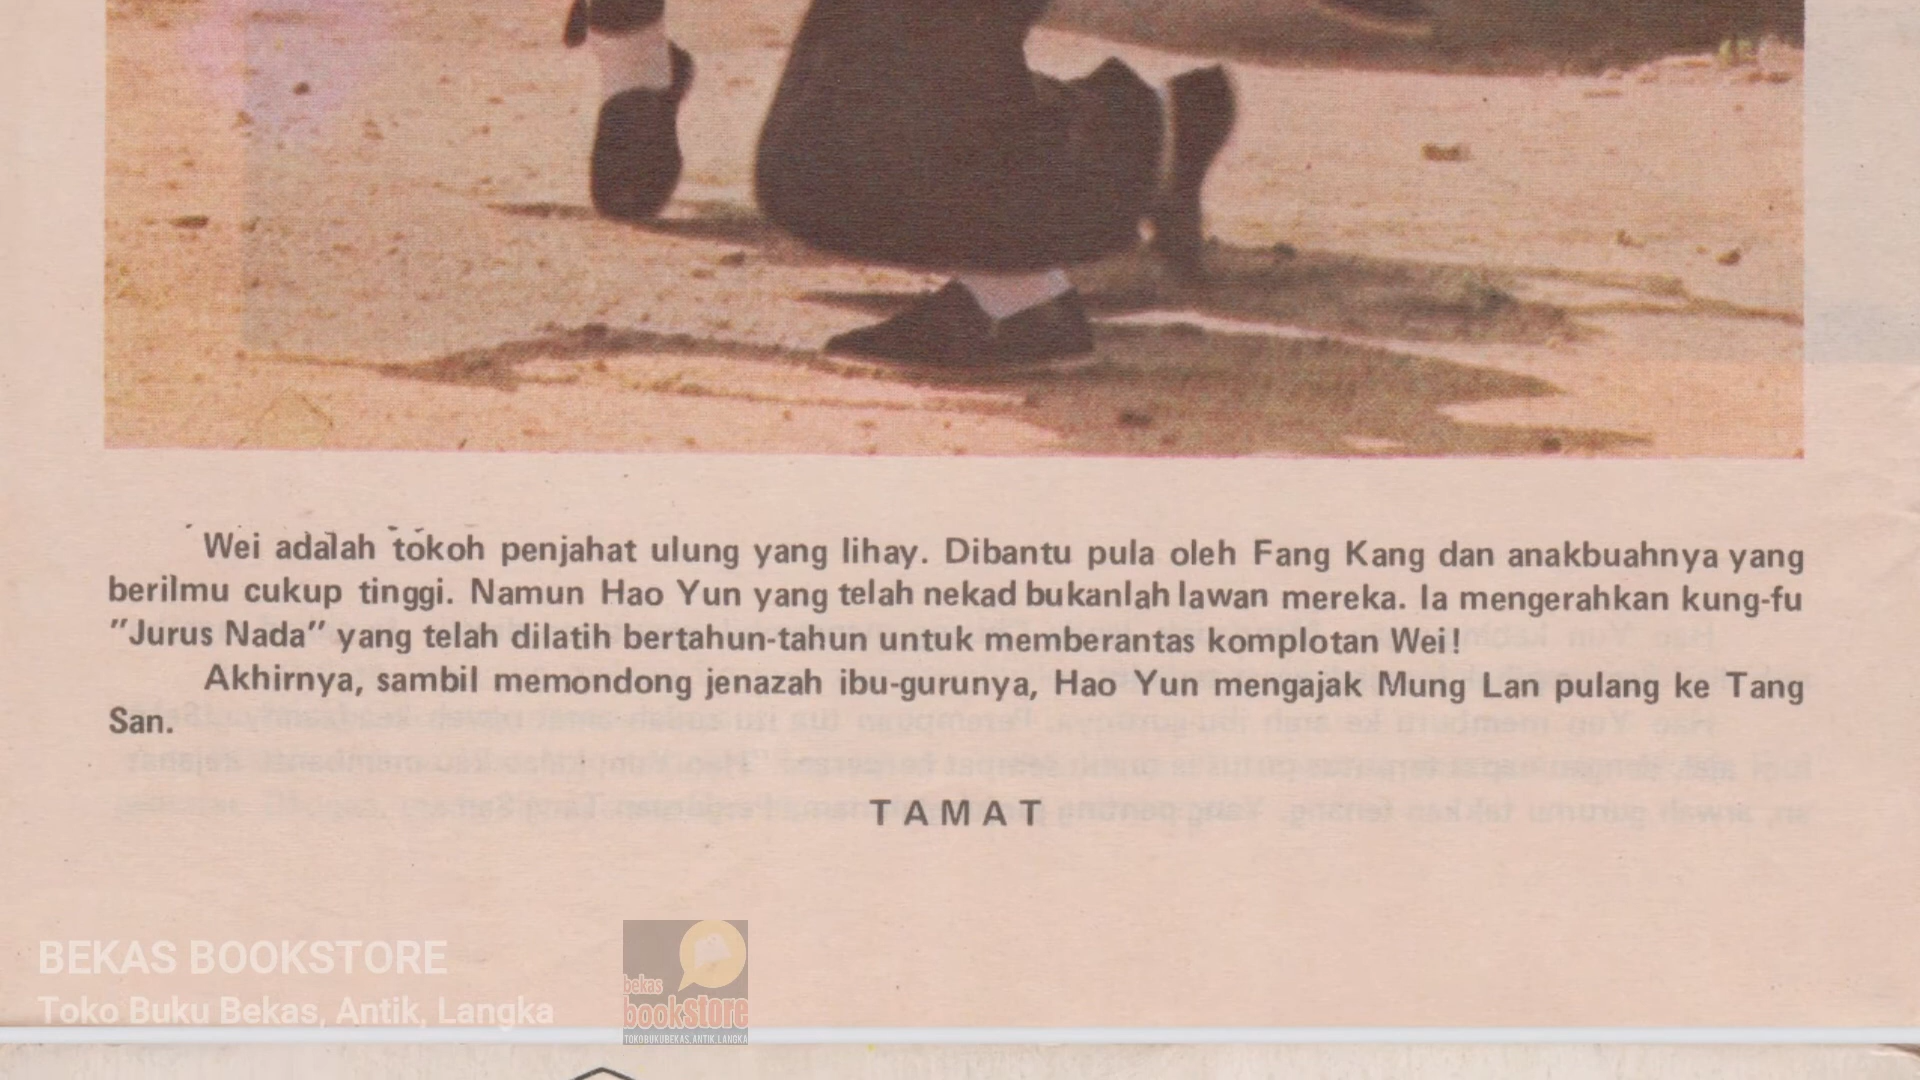 Wei adalah tokoh penjahat ulung yang lihay. Dibantu pula oleh Fang Kang dan anakbuahnya yang
berilmu cukup tinggi. Namun Hao Yun yang telah nekad bukanlah lawan mereka. Ia mengerahkan kung-fu
"Jurus Nada" yang telah dilatih bertahun-tahun untuk memberantas komplotan Wei!
Akhirnya, sambil memondong jenazah ibu-gurunya, Hao Yun mengajak Mung Lan pulang ke Tang
San.
TAMAT
BEKAS BOOKSTORE
Toko Buku Bekas, Antik, Langka
bekas
bookstore
TOKOBUKUBEKAS.ANTIK.LANGKA